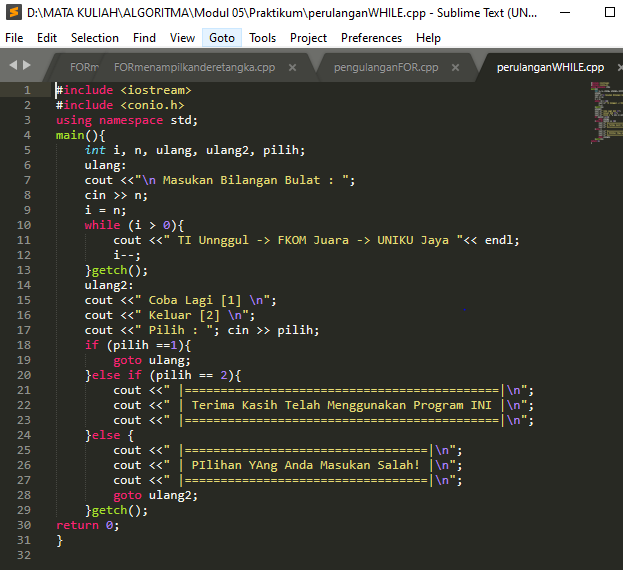 D:\MATA KULIAH\ALGORITMA\Modul 05\Praktikum\perulanganWHILE.cpp - Sublime Text (UN...
File Edit Selection Find View Goto Tools Project Preferences Help
FORm FORmenampilkanderetangka.cpp × pengulanganFOR.cpp × perulanganWHILE.cpp ×
1 #include <iostream>
2 #include <conio.h>
3 using namespace std;
4 main(){
5     int i, n, ulang, ulang2, pilih;
6     ulang:
7     cout <<"\n Masukan Bilangan Bulat : ";
8     cin >> n;
9     i = n;
10     while (i > 0){
11         cout <<" TI Unnggul -> FKOM Juara -> UNIKU Jaya "<< endl;
12         i--;
13     }getch();
14     ulang2:
15     cout <<" Coba Lagi [1] \n";
16     cout <<" Keluar [2] \n";
17     cout <<" Pilih : "; cin >> pilih;
18     if (pilih ==1){
19         goto ulang;
20     }else if (pilih == 2){
21         cout <<" |============================================|\n";
22         cout <<" | Terima Kasih Telah Menggunakan Program INI |\n";
23         cout <<" |============================================|\n";
24     }else {
25         cout <<" |==================================|\n";
26         cout <<" | PIlihan YAng Anda Masukan Salah! |\n";
27         cout <<" |==================================|\n";
28         goto ulang2;
29     }getch();
30 return 0;
31 }
32